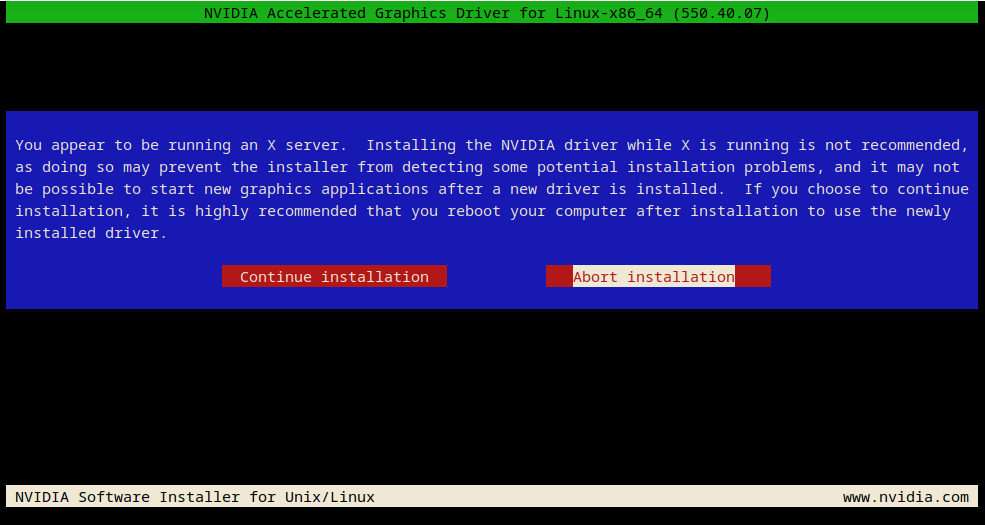 NVIDIA Accelerated Graphics Driver for Linux-x86_64 (550.40.07)
You appear to be running an X server.  Installing the NVIDIA driver while X is running is not recommended,
as doing so may prevent the installer from detecting some potential installation problems, and it may not
be possible to start new graphics applications after a new driver is installed.  If you choose to continue
installation, it is highly recommended that you reboot your computer after installation to use the newly
installed driver.
Continue installation Abort installation
NVIDIA Software Installer for Unix/Linux www.nvidia.com